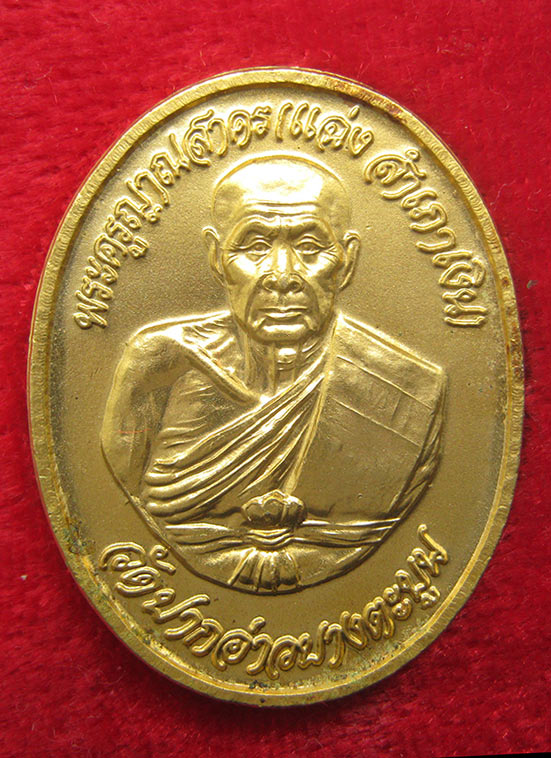 พระครูญาณสาคร (แฉ่ง สำเภาเงิน)
วัดปากอ่าวบางตะบูน